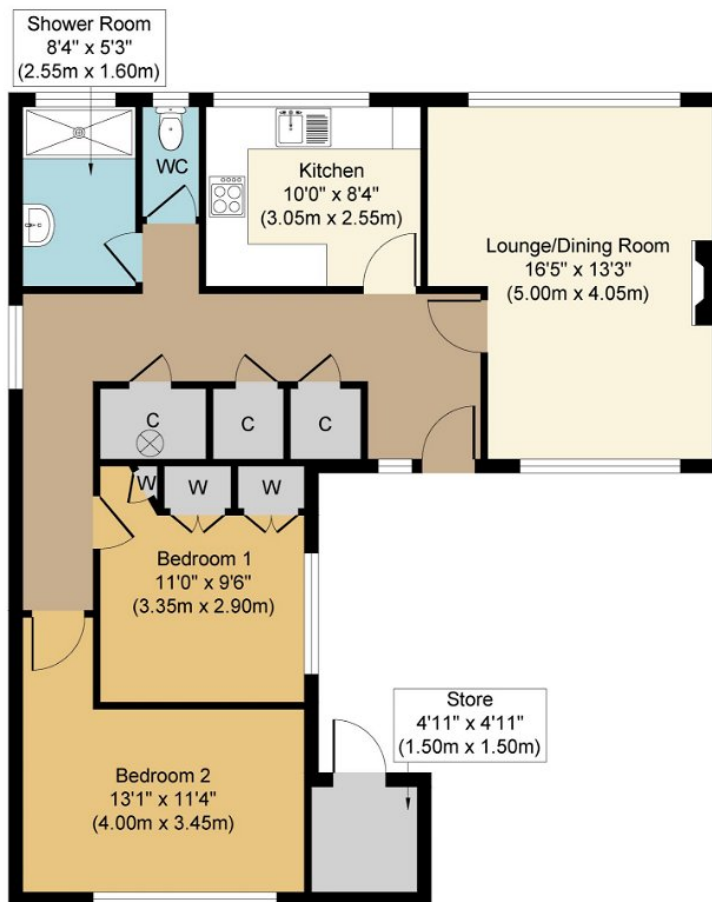 Shower Room
8'4" x 5'3"
(2.55m x 1.60m)
WC
Kitchen
10'0" x 8'4"
(3.05m x 2.55m)
Lounge/Dining Room
16'5" x 13'3"
(5.00m x 4.05m)
C
C
C
W
W
W
Bedroom 1
11'0" x 9'6"
(3.35m x 2.90m)
Store
4'11" x 4'11"
(1.50m x 1.50m)
Bedroom 2
13'1" x 11'4"
(4.00m x 3.45m)